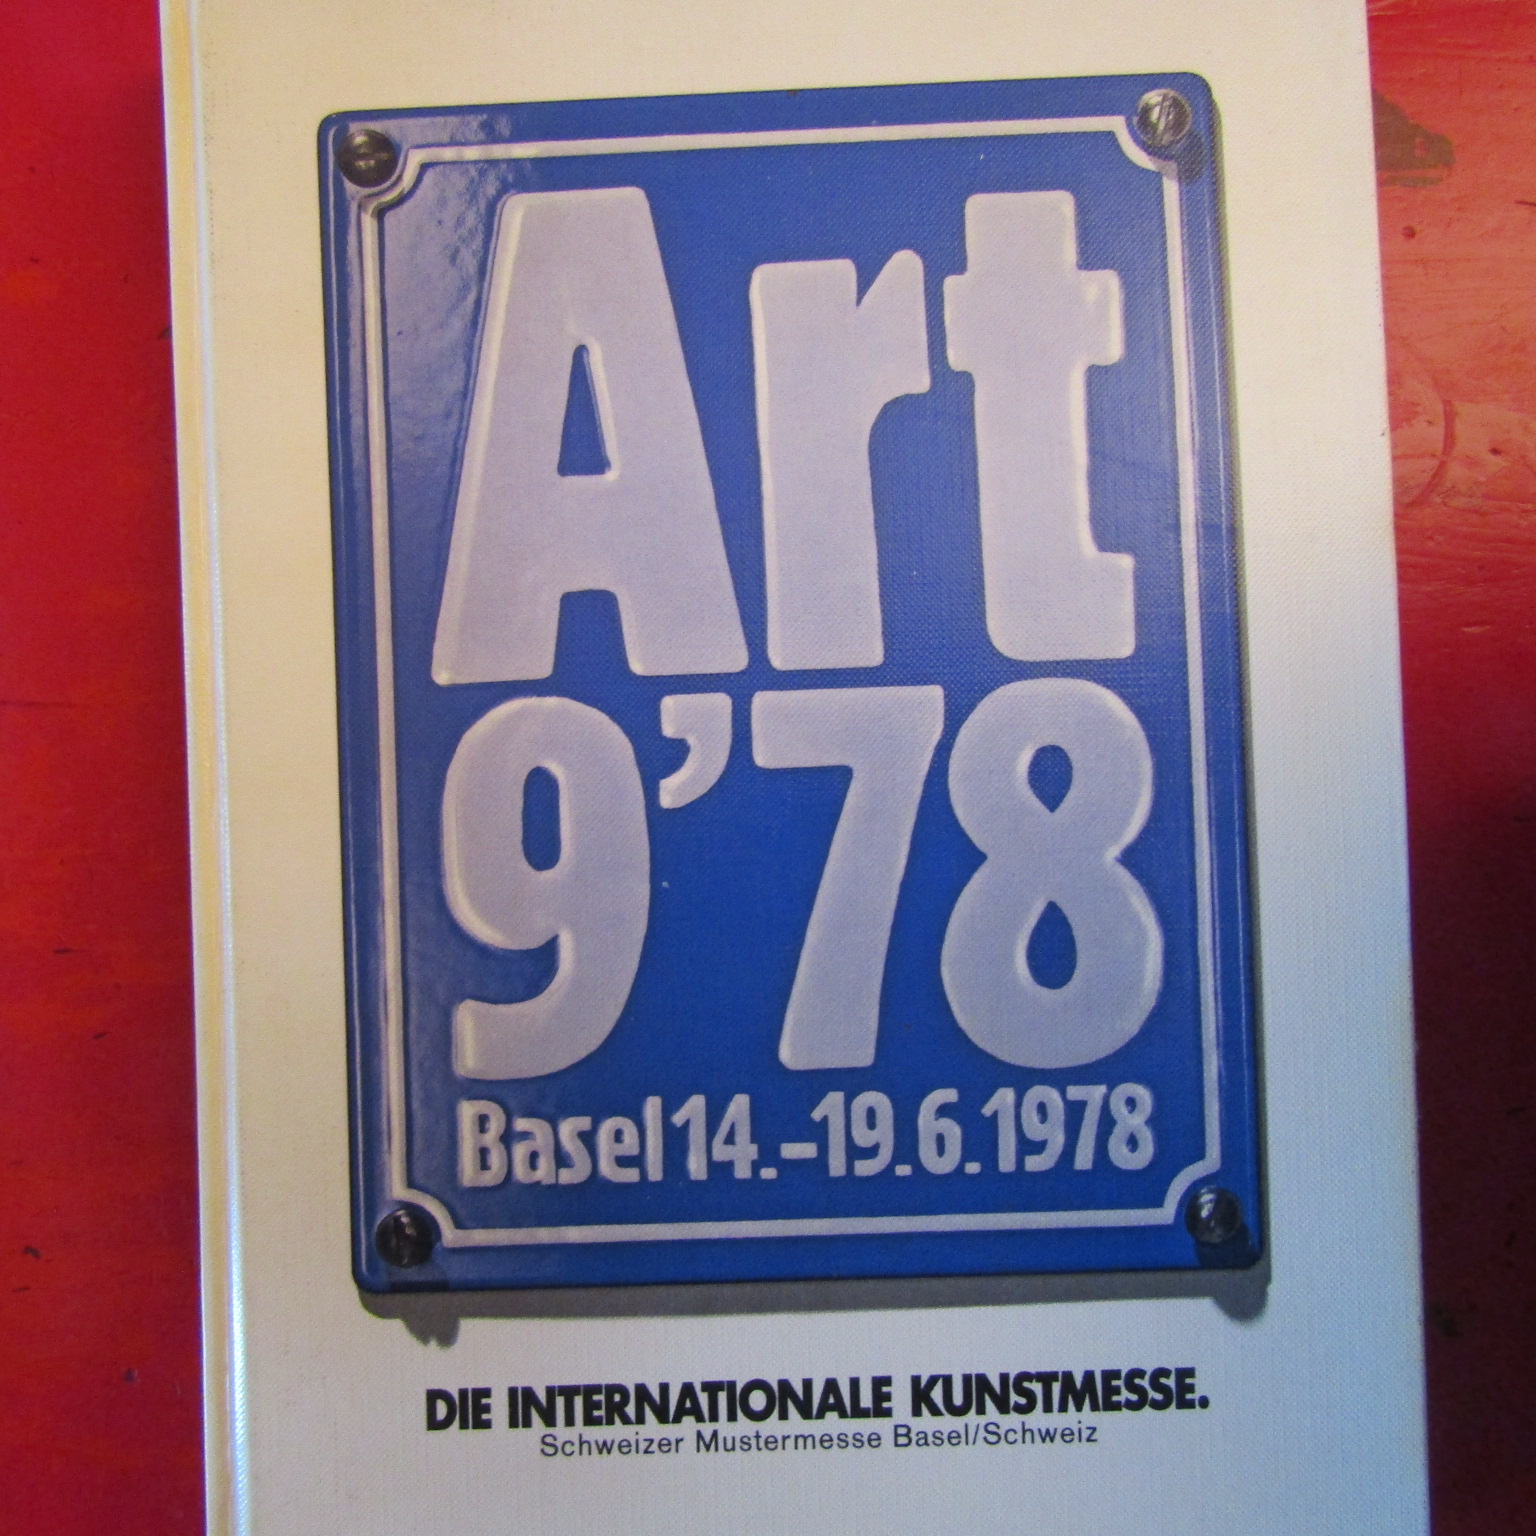 Art
9’78
Basel 14.–19.6.1978
DIE INTERNATIONALE KUNSTMESSE.
Schweizer Mustermesse Basel/Schweiz